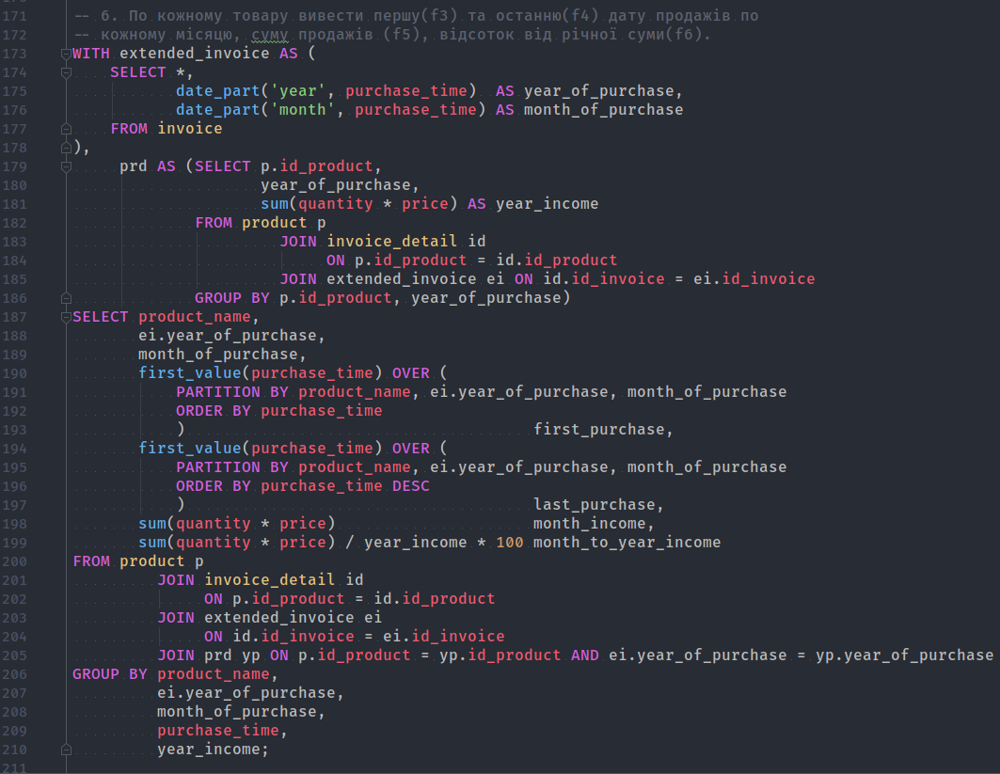 171 -- 6. По кожному товару вивести першу(f3) та останню(f4) дату продажів по
172 -- кожному місяцю, суму продажів (f5), відсоток від річної суми(f6).
173 WITH extended_invoice AS (
174     SELECT *,
175            date_part('year', purchase_time)  AS year_of_purchase,
176            date_part('month', purchase_time) AS month_of_purchase
177     FROM invoice
178 ),
179      prd AS (SELECT p.id_product,
180                     year_of_purchase,
181                     sum(quantity * price) AS year_income
182              FROM product p
183                       JOIN invoice_detail id
184                            ON p.id_product = id.id_product
185                       JOIN extended_invoice ei ON id.id_invoice = ei.id_invoice
186              GROUP BY p.id_product, year_of_purchase)
187 SELECT product_name,
188        ei.year_of_purchase,
189        month_of_purchase,
190        first_value(purchase_time) OVER (
191            PARTITION BY product_name, ei.year_of_purchase, month_of_purchase
192            ORDER BY purchase_time
193            )                                     first_purchase,
194        first_value(purchase_time) OVER (
195            PARTITION BY product_name, ei.year_of_purchase, month_of_purchase
196            ORDER BY purchase_time DESC
197            )                                     last_purchase,
198        sum(quantity * price)                     month_income,
199        sum(quantity * price) / year_income * 100 month_to_year_income
200 FROM product p
201          JOIN invoice_detail id
202               ON p.id_product = id.id_product
203          JOIN extended_invoice ei
204               ON id.id_invoice = ei.id_invoice
205          JOIN prd yp ON p.id_product = yp.id_product AND ei.year_of_purchase = yp.year_of_purchase
206 GROUP BY product_name,
207          ei.year_of_purchase,
208          month_of_purchase,
209          purchase_time,
210          year_income;
211